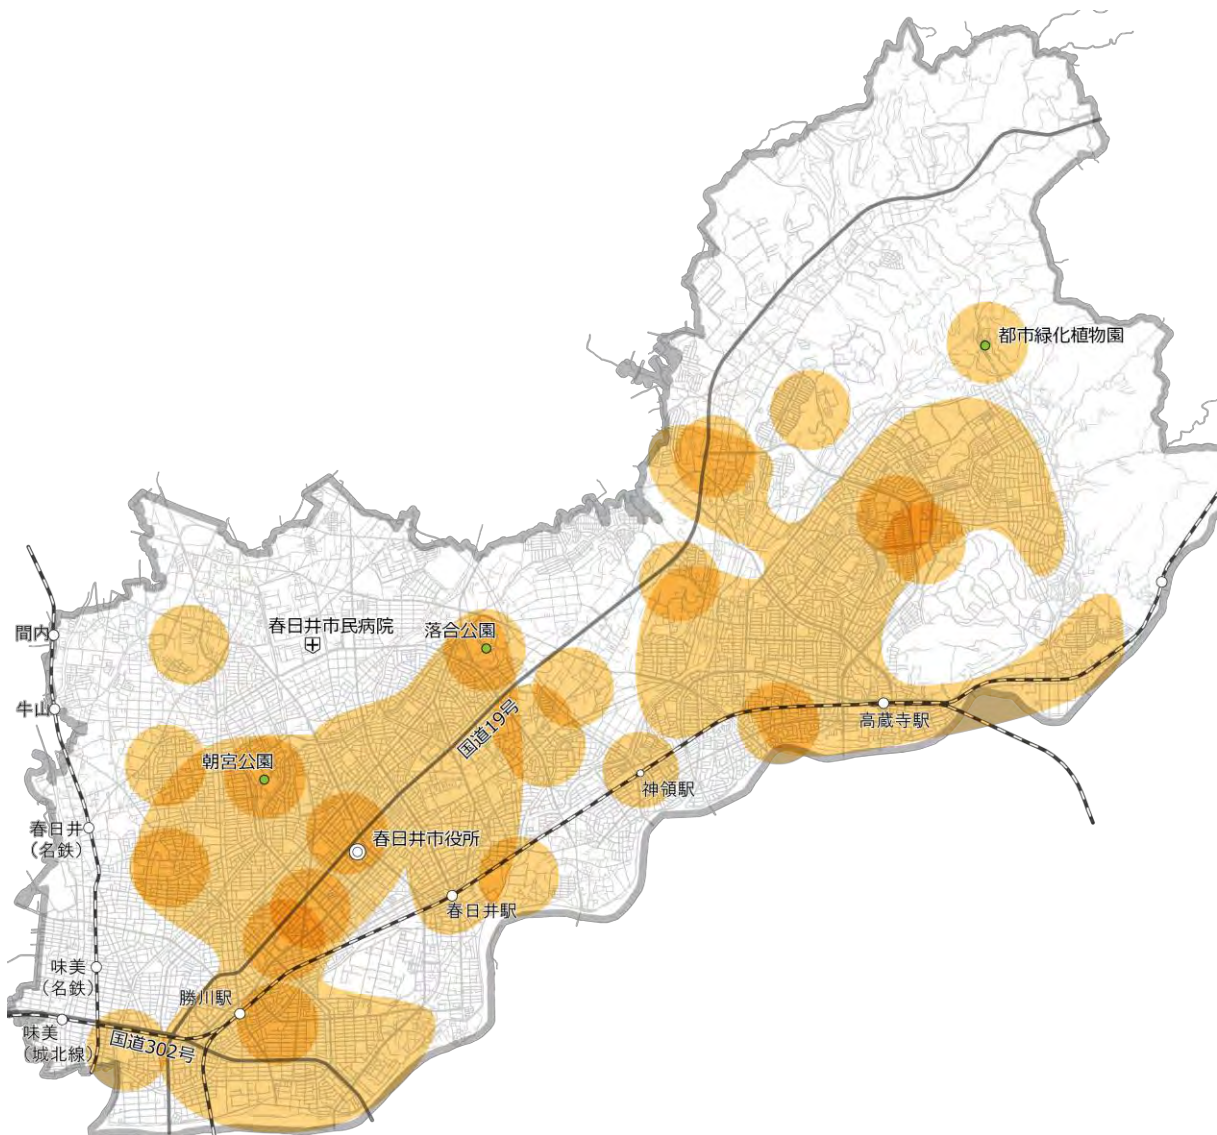 都市緑化植物園
春日井市民病院
落合公園
間内
牛山
国道19号
高蔵寺駅
朝宮公園
神領駅
春日井
(名鉄)
春日井市役所
春日井駅
味美
(名鉄)
勝川駅
味美
(城北線)
国道302号